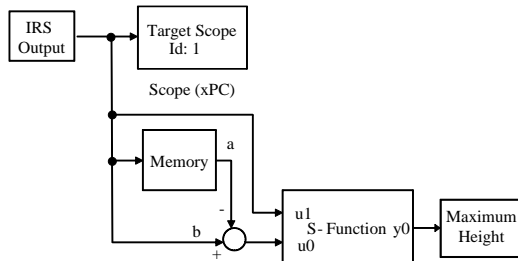 IRS
Output
Target Scope
Id: 1
Scope (xPC)
a
Memory
-
b
+
u1
S-Function y0
u0
Maximum
Height